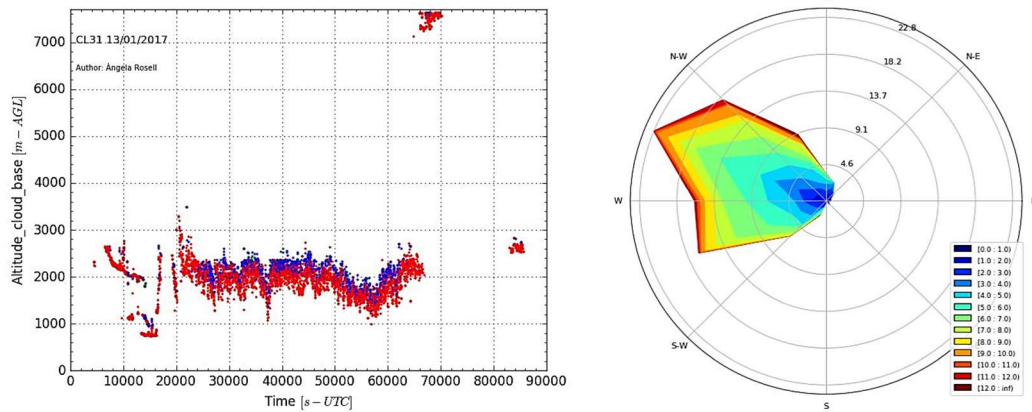 CL31 13/01/2017
Author: Àngela Rosell
Altitude_cloud_base [m – AGL]
7000
6000
5000
4000
3000
2000
1000
0
0 10000 20000 30000 40000 50000 60000 70000 80000 90000
Time [s – UTC]
N-W
N-E
W
S-W
S
22.8
18.2
13.7
9.1
4.6
[0.0 : 1.0)
[1.0 : 2.0)
[2.0 : 3.0)
[3.0 : 4.0)
[4.0 : 5.0)
[5.0 : 6.0)
[6.0 : 7.0)
[7.0 : 8.0)
[8.0 : 9.0)
[9.0 : 10.0)
[10.0 : 11.0)
[11.0 : 12.0)
[12.0 : inf)